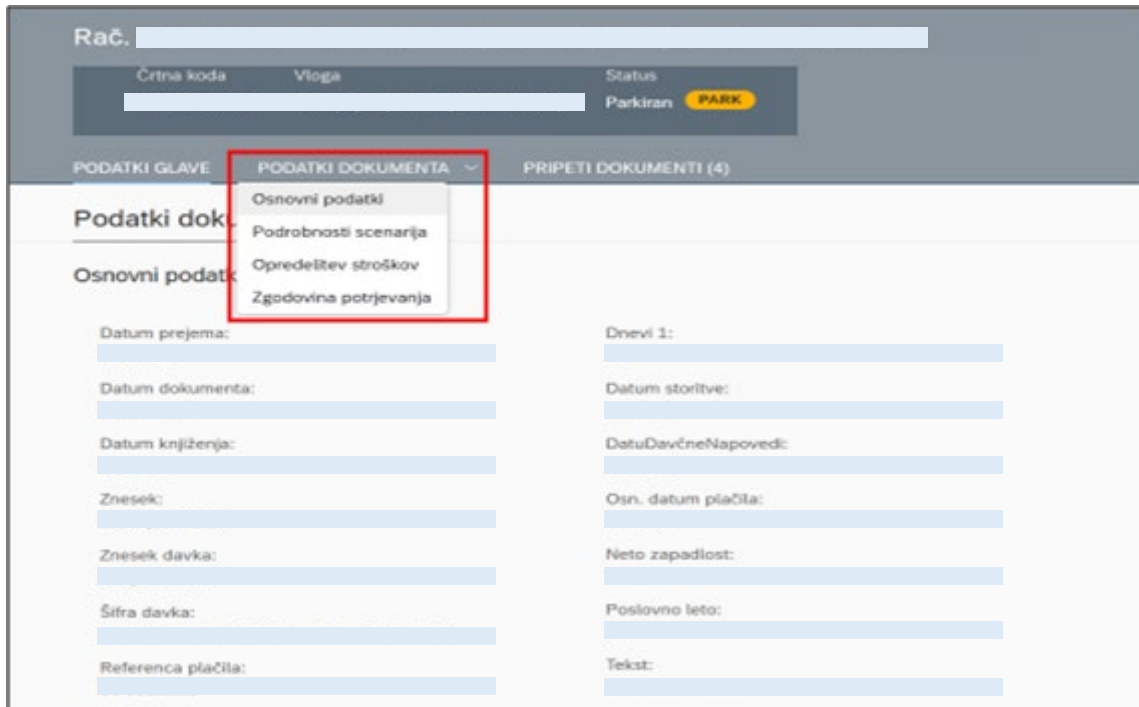 Rač.
Črtna koda Vloga Status
Parkiran PARK
PODATKI GLAVE PODATKI DOKUMENTA PRIPETI DOKUMENTI (4)
Osnovni podatki
Podatki doku
Podrobnosti scenarija
Opredelitev stroškov
Osnovni podatk
Zgodovina potrjevanja
Datum prejema: Dnevi 1:
Datum dokumenta: Datum storitve:
Datum knjiženja: DatuDavčneNapovedi:
Znesek: Osn. datum plačila:
Znesek davka: Neto zapadlost:
Šifra davka: Poslovno leto:
Referenca plačila: Tekst: